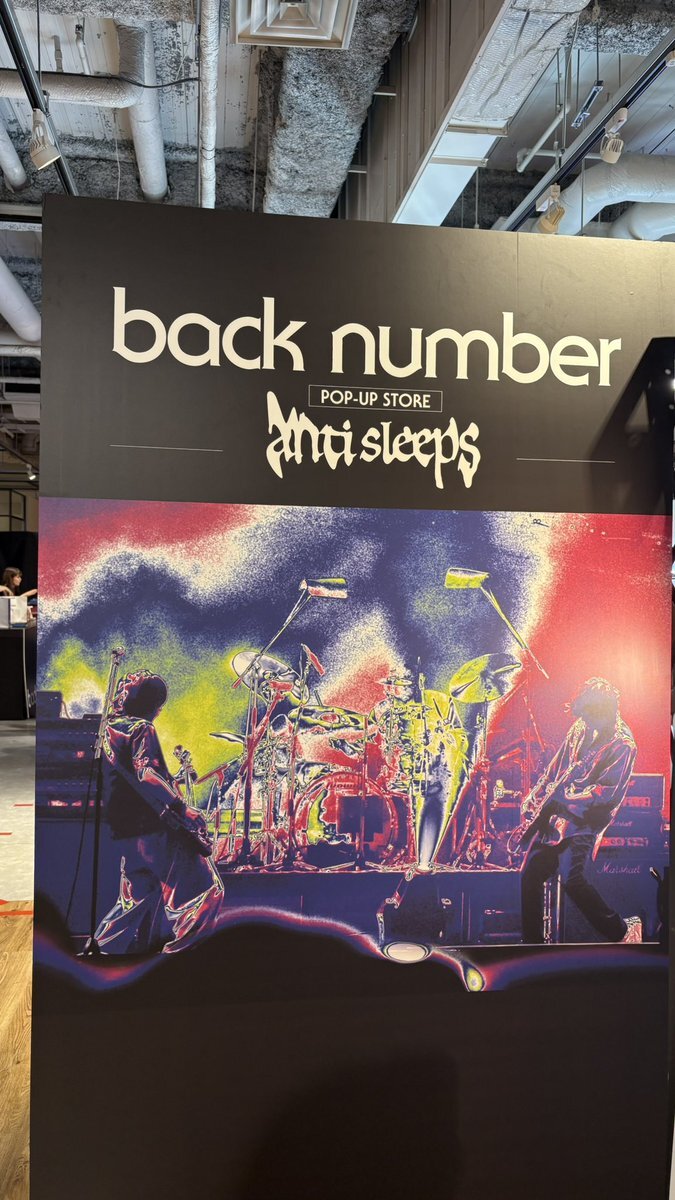 back number
POP-UP STORE
anti sleeps
Marshall